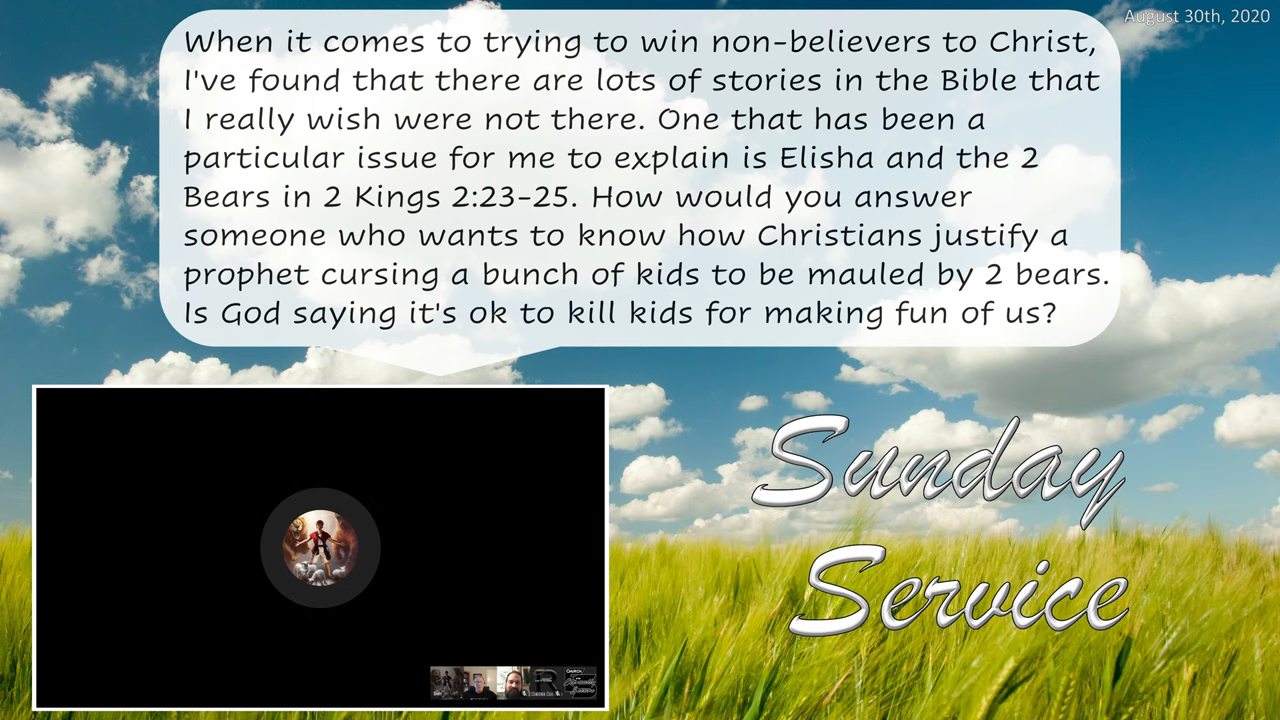 August 30th, 2020
When it comes to trying to win non-believers to Christ,
I've found that there are lots of stories in the Bible that
I really wish were not there. One that has been a
particular issue for me to explain is Elisha and the 2
Bears in 2 Kings 2:23-25. How would you answer
someone who wants to know how Christians justify a
prophet cursing a bunch of kids to be mauled by 2 bears.
Is God saying it's ok to kill kids for making fun of us?
Sunday
Service